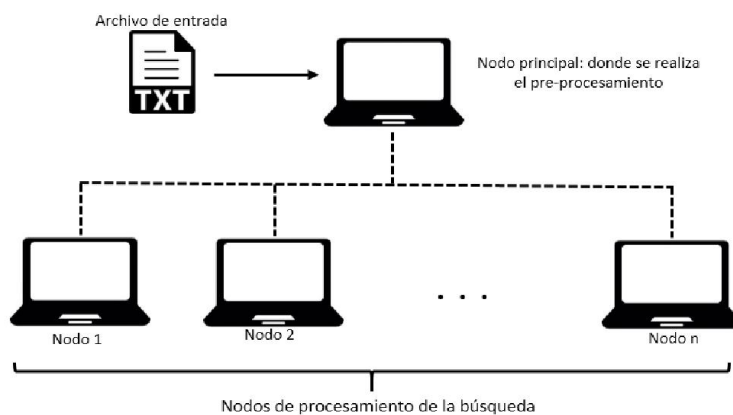 Archivo de entrada
TXT
Nodo principal: donde se realiza
el pre-procesamiento
Nodo 1
Nodo 2
. . .
Nodo n
Nodos de procesamiento de la búsqueda